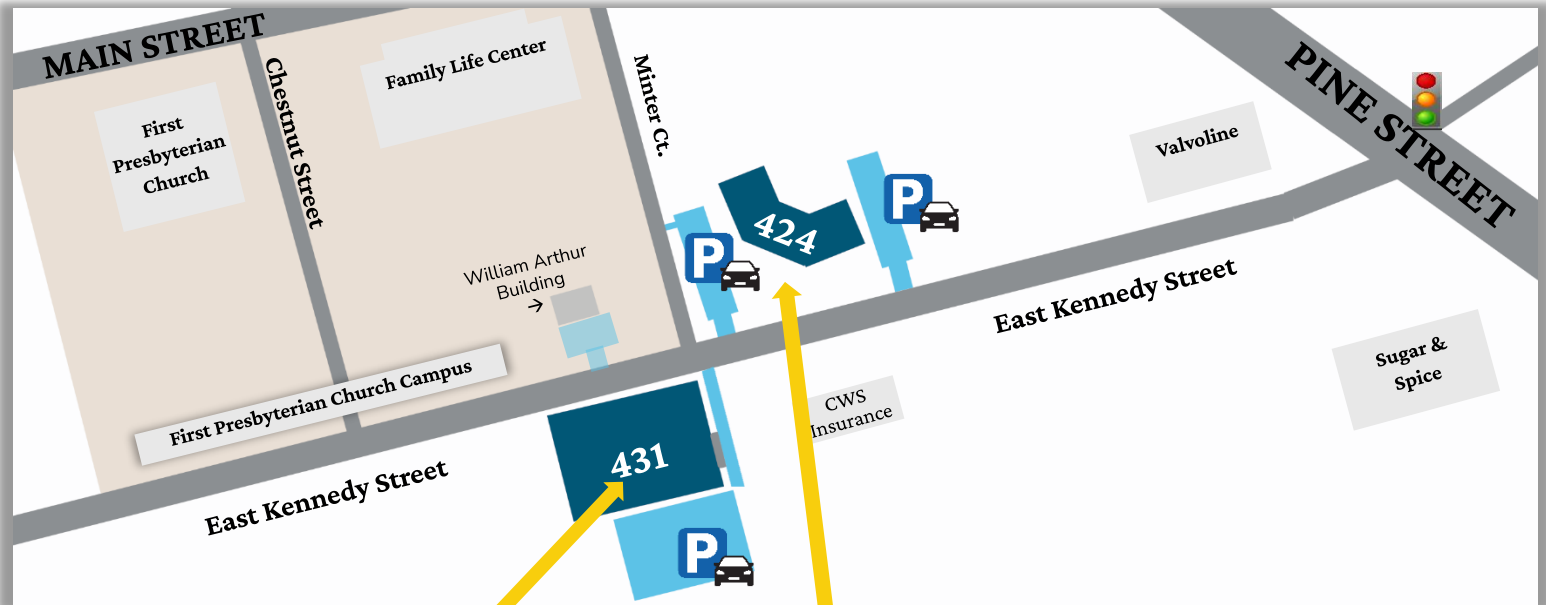 MAIN STREET
First
Presbyterian
Church
Chestnut Street
Family Life Center
Minter Ct.
PINE STREET
Valvoline
424
P
P
William Arthur
Building
East Kennedy Street
Sugar &
Spice
First Presbyterian Church Campus
CWS
Insurance
431
East Kennedy Street
P